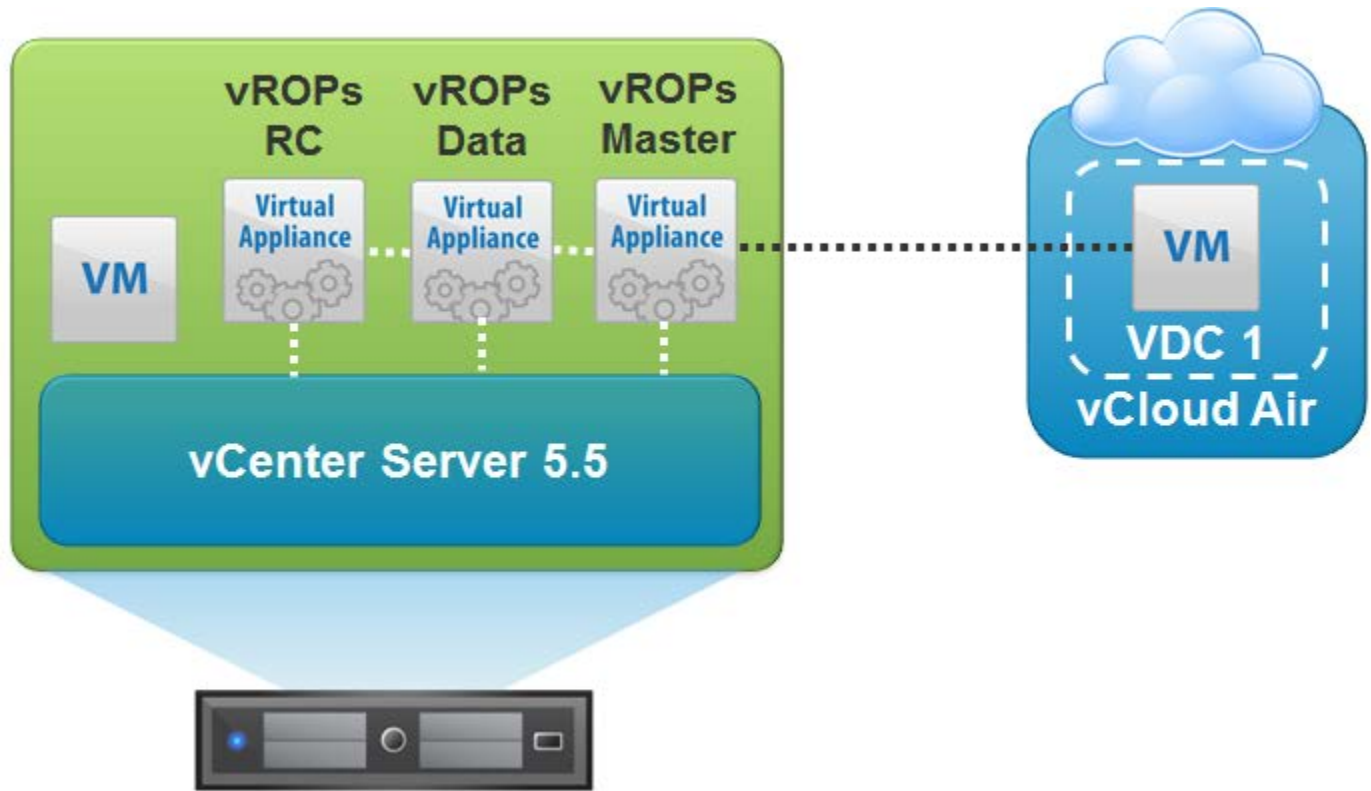 vROPs
RC
vROPs
Data
vROPs
Master
Virtual
Appliance
Virtual
Appliance
Virtual
Appliance
VM
vCenter Server 5.5
VM
VDC 1
vCloud Air